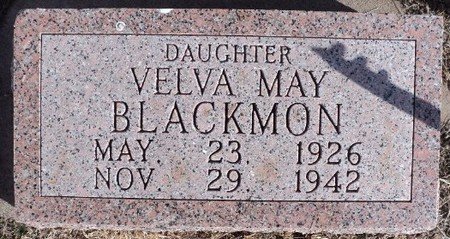 DAUGHTER
VELVA MAY
BLACKMON
MAY 23. 1926
NOV 29. 1942